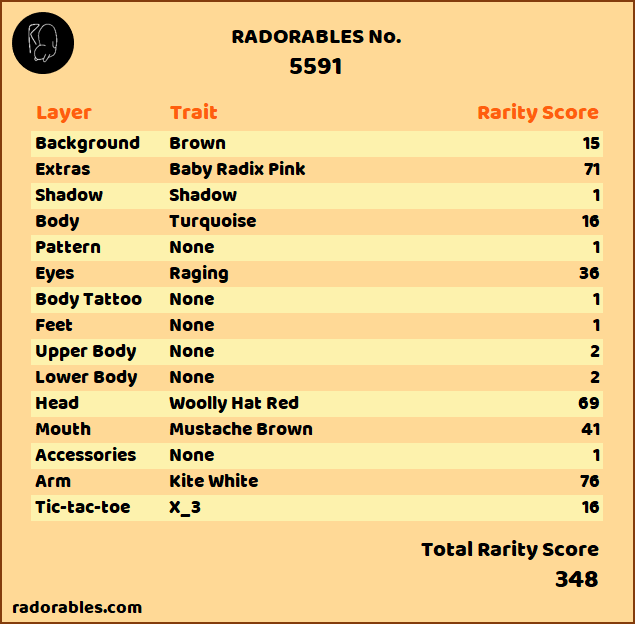 RADORABLES No.
5591
Layer Trait Rarity Score
Background Brown 15
Extras Baby Radix Pink 71
Shadow Shadow 1
Body Turquoise 16
Pattern None 1
Eyes Raging 36
Body Tattoo None 1
Feet None 1
Upper Body None 2
Lower Body None 2
Head Woolly Hat Red 69
Mouth Mustache Brown 41
Accessories None 1
Arm Kite White 76
Tic-tac-toe X_3 16
Total Rarity Score
348
radorables.com